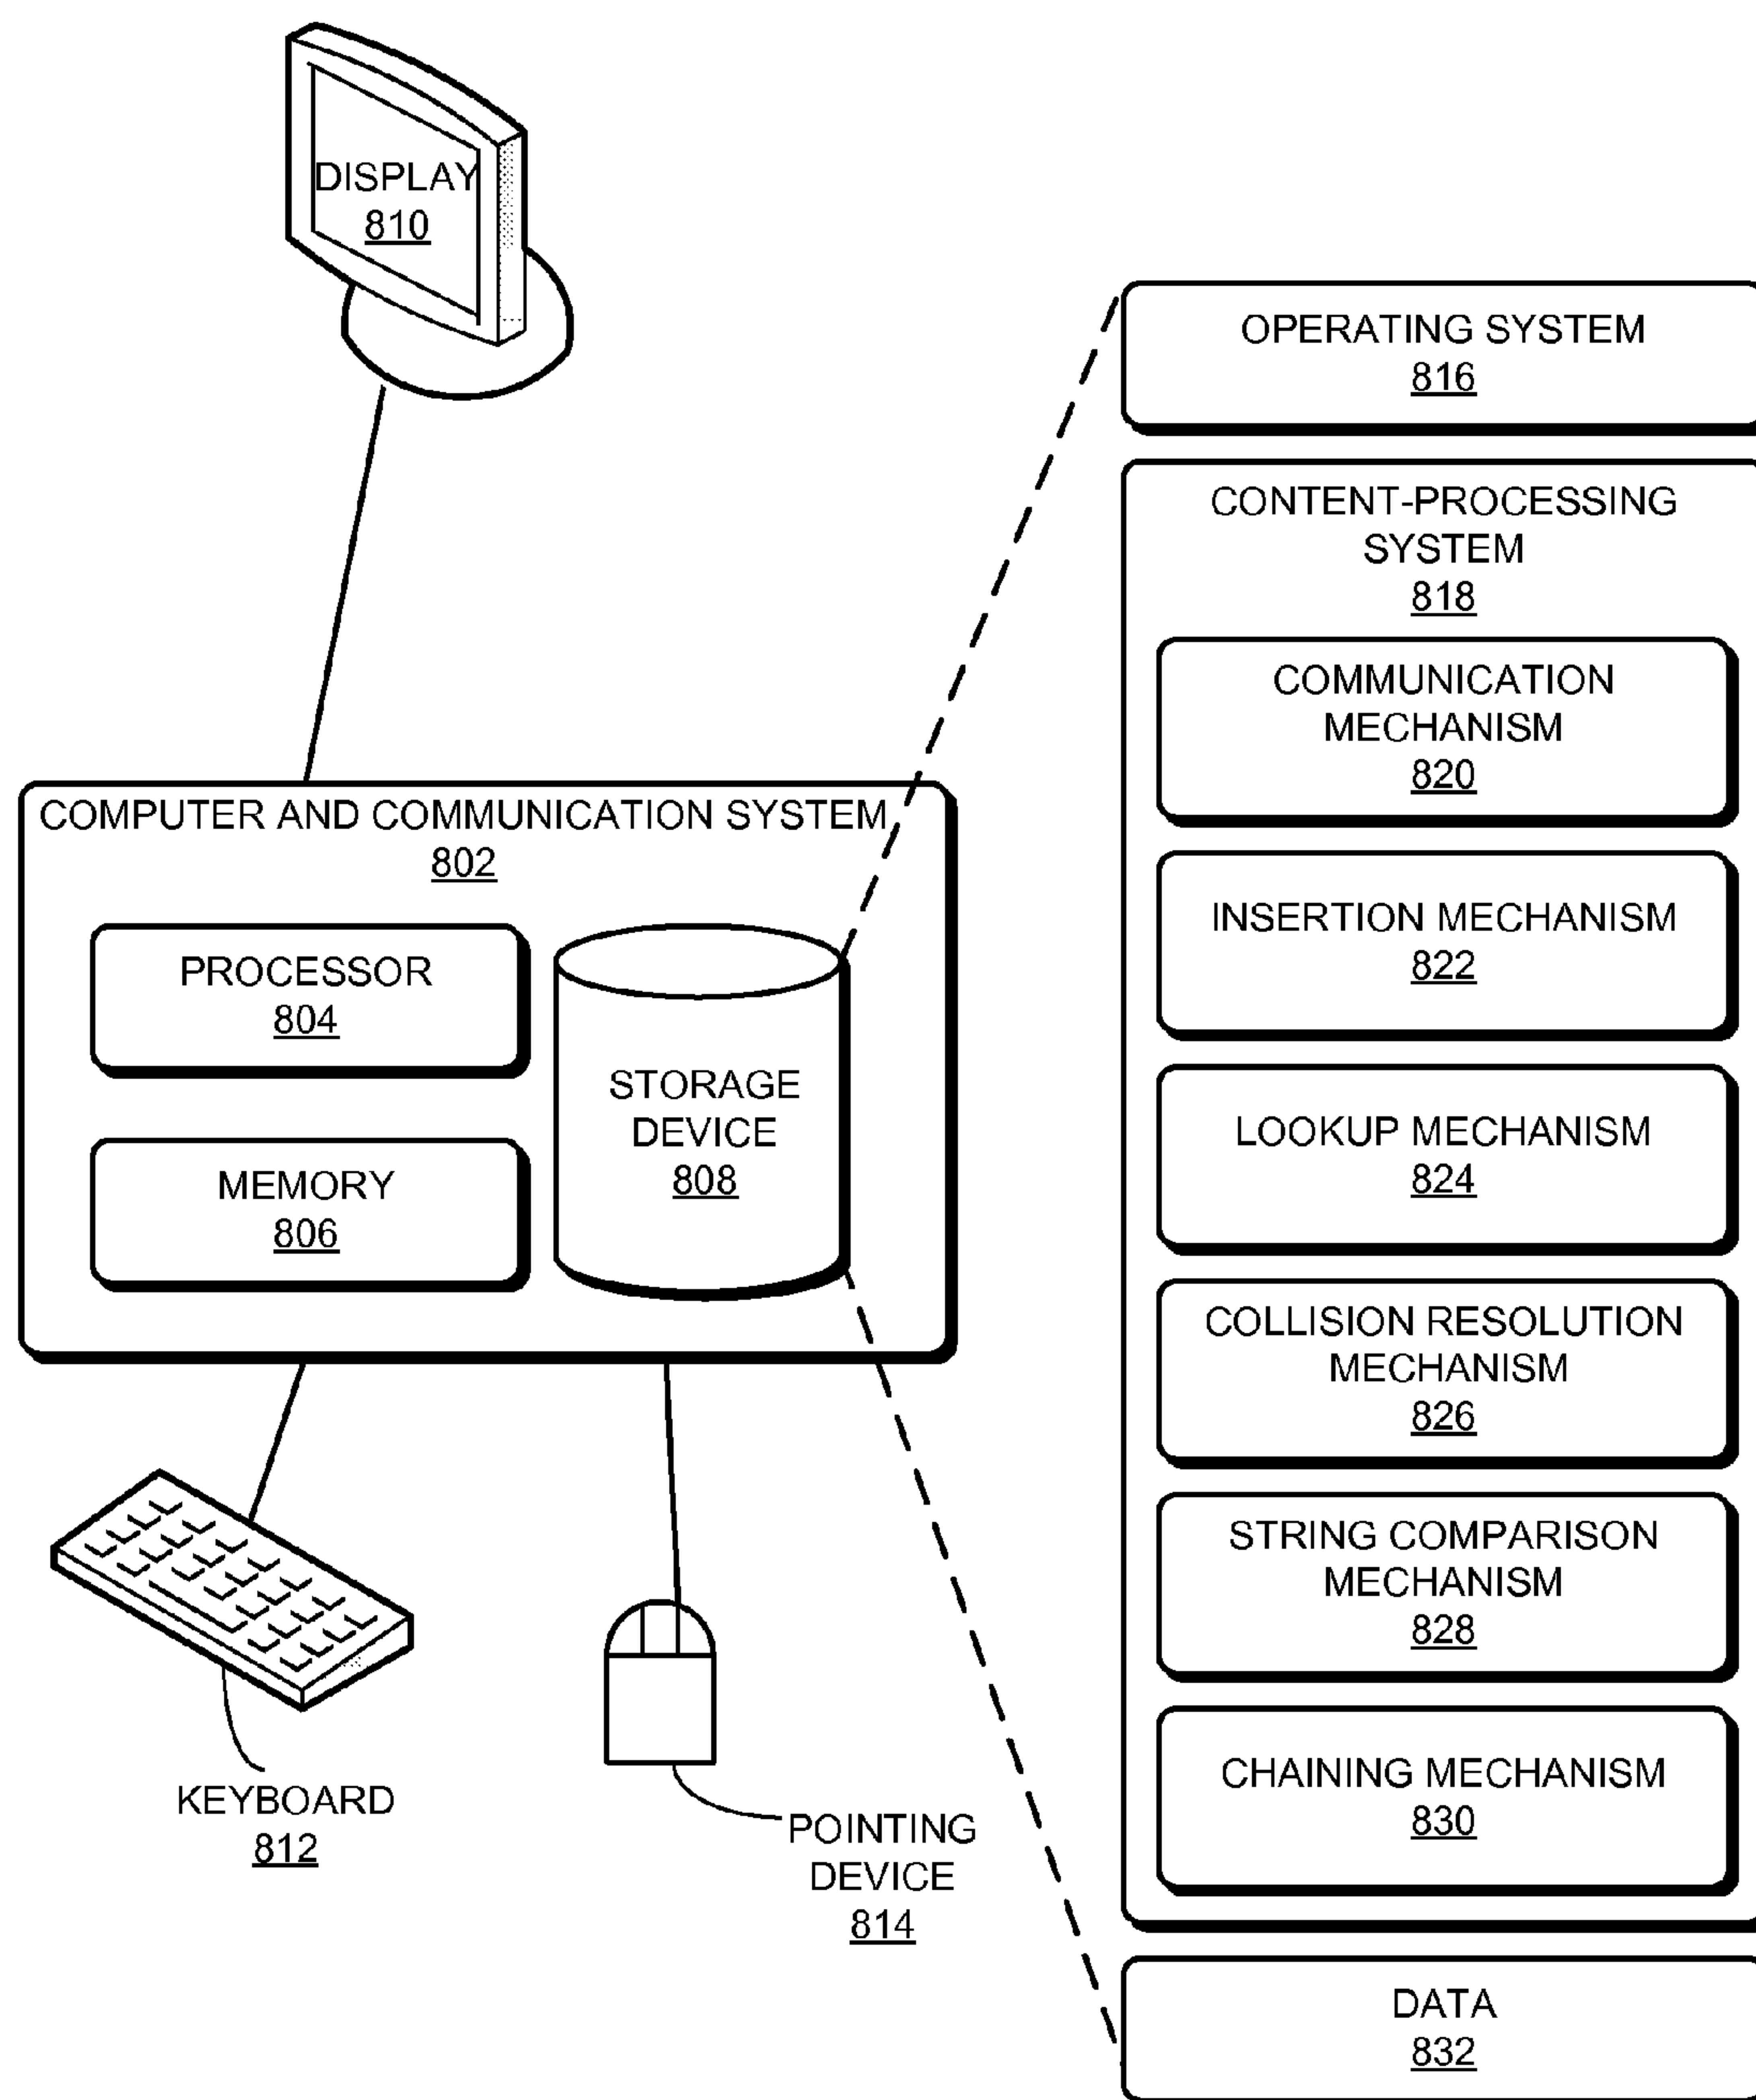 DISPLAY
810
COMPUTER AND COMMUNICATION SYSTEM
802
PROCESSOR
804
MEMORY
806
STORAGE
DEVICE
808
KEYBOARD
812
POINTING
DEVICE
814
OPERATING SYSTEM
816
CONTENT-PROCESSING
SYSTEM
818
COMMUNICATION
MECHANISM
820
INSERTION MECHANISM
822
LOOKUP MECHANISM
824
COLLISION RESOLUTION
MECHANISM
826
STRING COMPARISON
MECHANISM
828
CHAINING MECHANISM
830
DATA
832